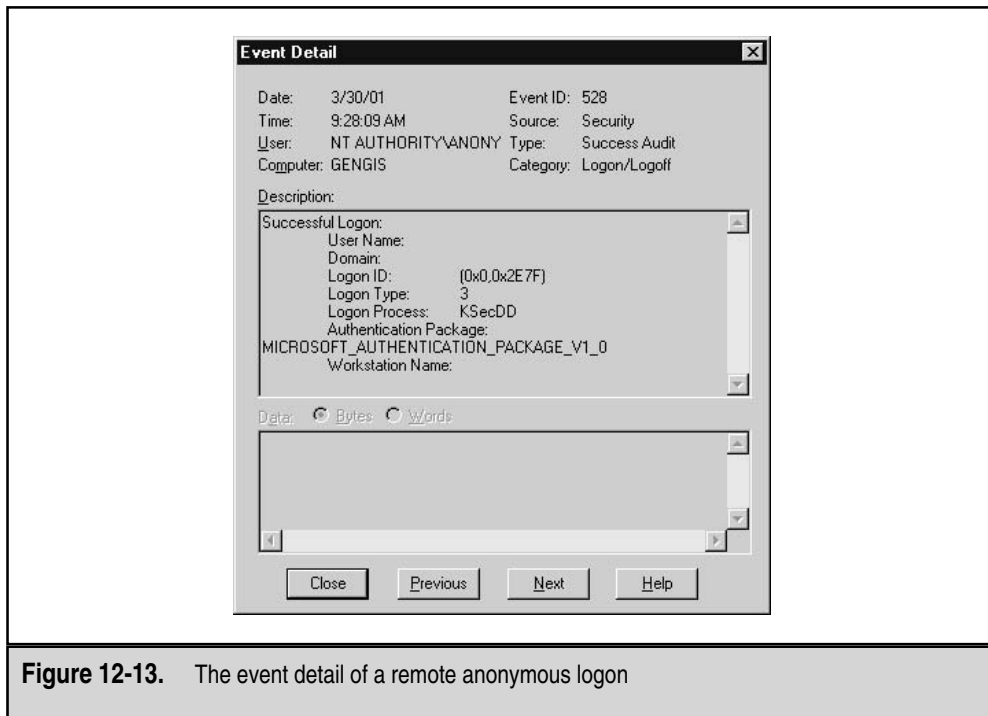 Event Detail
Date: 3/30/01 Event ID: 528
Time: 9:28:09 AM Source: Security
User: NT AUTHORITY\ANONY Type: Success Audit
Computer: GENGIS Category: Logon/Logoff
Description:
Successful Logon:
User Name:
Domain:
Logon ID: (0x0,0x2E7F)
Logon Type: 3
Logon Process: KSecDD
Authentication Package:
MICROSOFT_AUTHENTICATION_PACKAGE_V1_0
Workstation Name:
Data: Bytes Words
Close Previous Next Help
Figure 12-13. The event detail of a remote anonymous logon